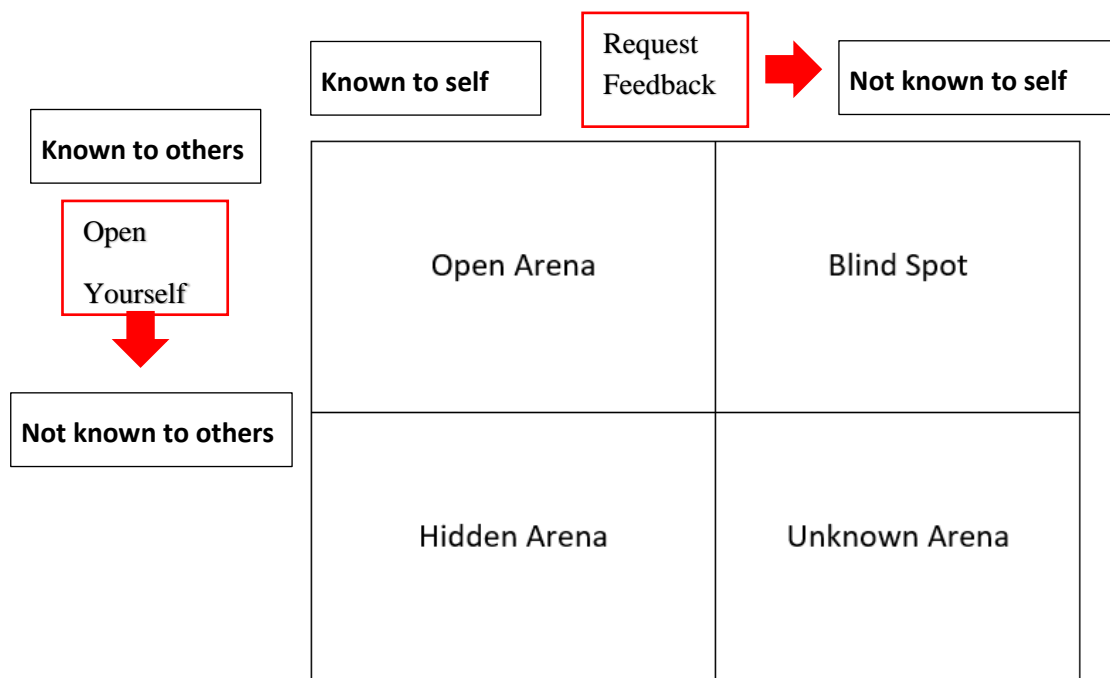 Request
Feedback
Known to self
Not known to self
Known to others
Open
Yourself
Not known to others
Open Arena
Blind Spot
Hidden Arena
Unknown Arena